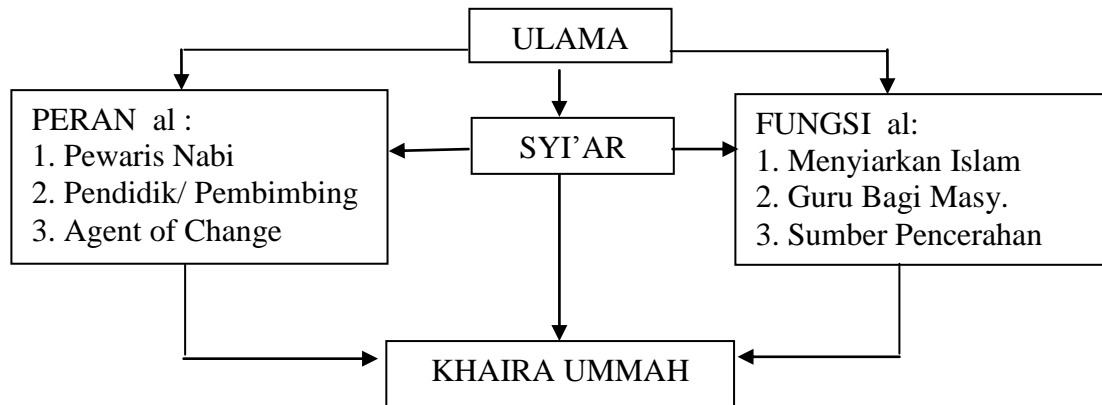 ULAMA
PERAN al :
1. Pewaris Nabi
2. Pendidik/ Pembimbing
3. Agent of Change
SYI’AR
FUNGSI al:
1. Menyiarkan Islam
2. Guru Bagi Masy.
3. Sumber Pencerahan
KHAIRA UMMAH